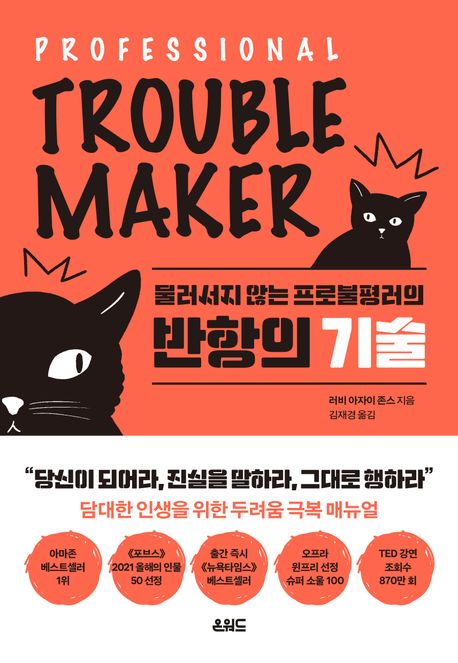 PROFESSIONAL
TROUBLE
MAKER
물러서지 않는 프로불평러의
반항의 기술
러비 아자이 존스 지음
김재경 옮김
“당신이 되어라, 진실을 말하라, 그대로 행하라”
담대한 인생을 위한 두려움 극복 매뉴얼
아마존
베스트셀러
1위
《포브스》
2021 올해의 인물
50 선정
출간 즉시
《뉴욕타임스》
베스트셀러
오프라
윈프리 선정
슈퍼 소울 100
TED 강연
조회수
870만 회
온워드